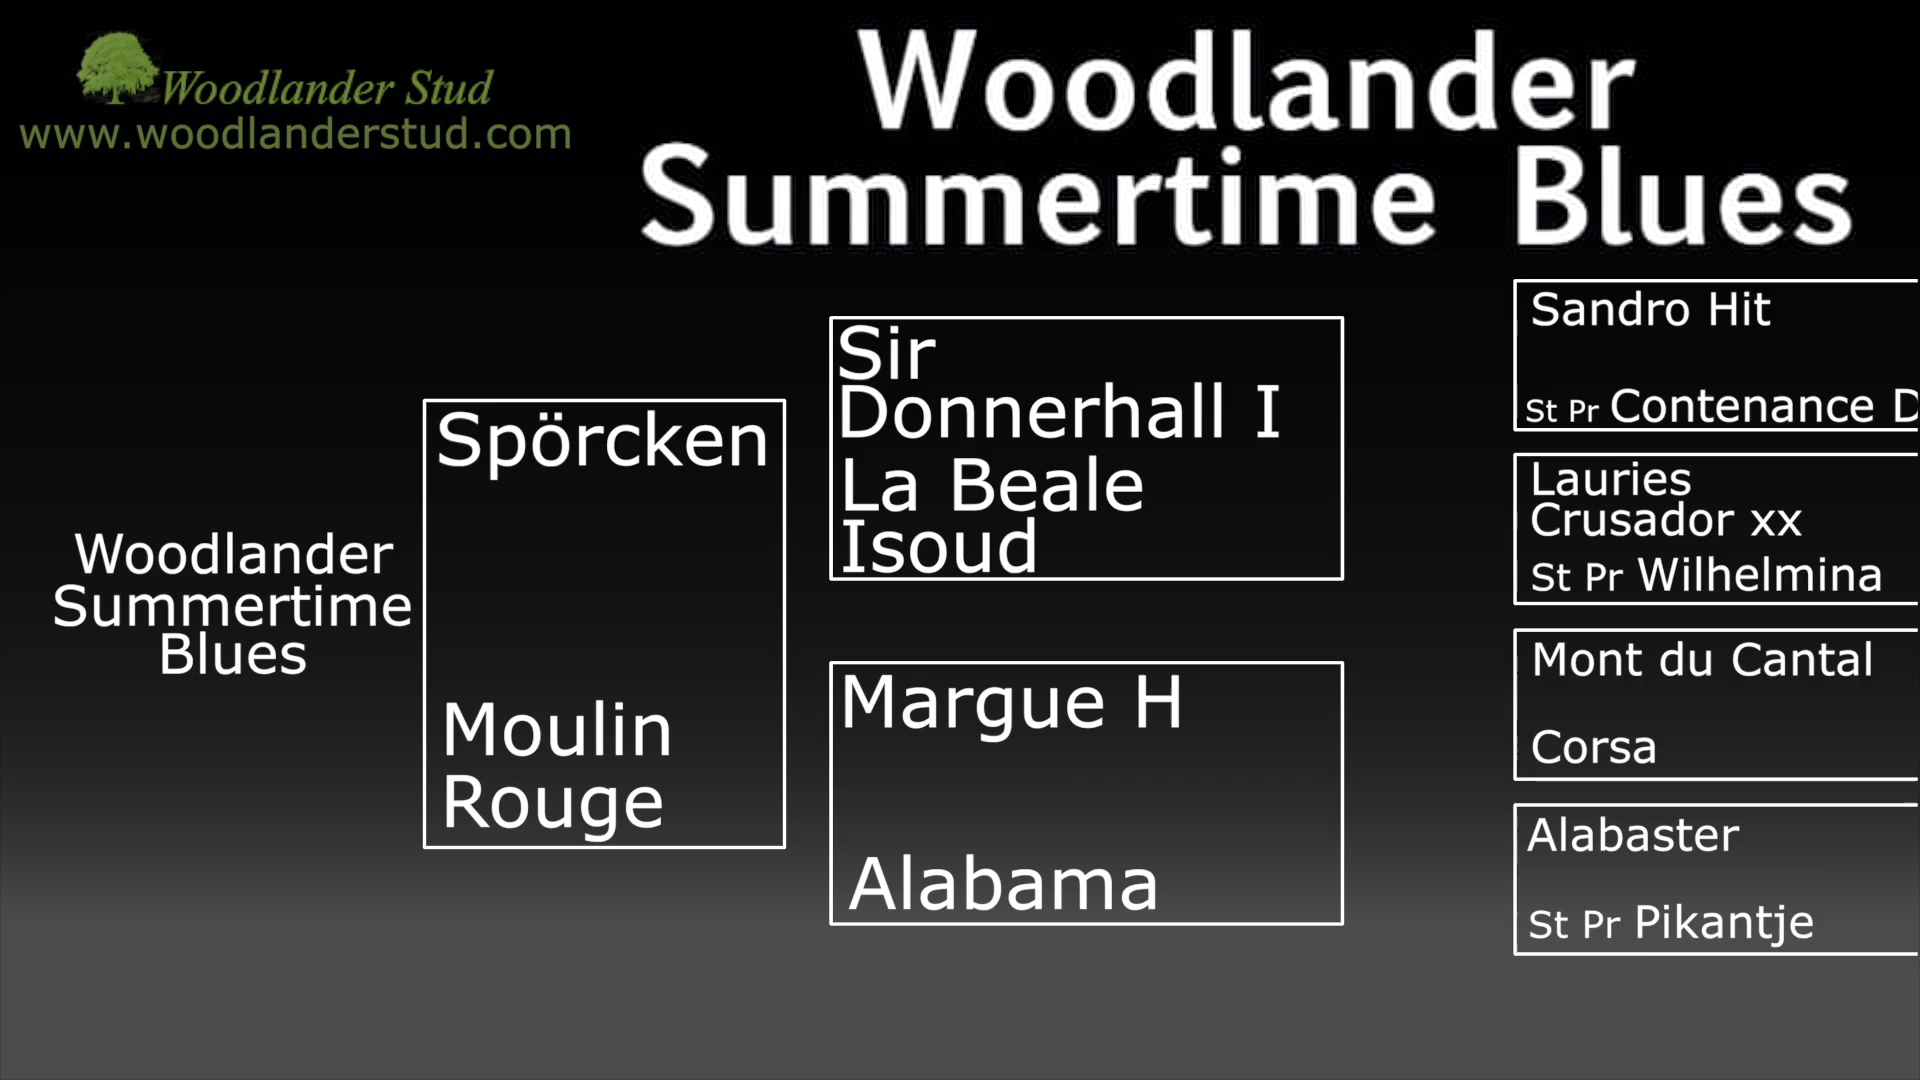 Woodlander Stud
www.woodlanderstud.com
Woodlander
Summertime Blues
Woodlander
Summertime
Blues
Spörcken
Moulin
Rouge
Sir
Donnerhall I
La Beale
Isoud
Margue H
Alabama
Sandro Hit
St Pr Contenance D
Lauries
Crusador xx
St Pr Wilhelmina
Mont du Cantal
Corsa
Alabaster
St Pr Pikantje